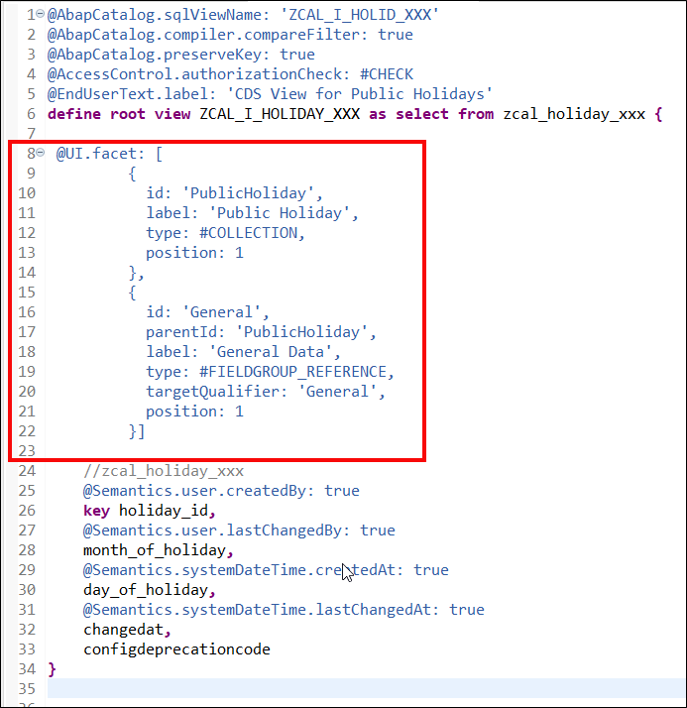 1 @AbapCatalog.sqlViewName: 'ZCAL_I_HOLID_XXX'
2 @AbapCatalog.compiler.compareFilter: true
3 @AbapCatalog.preserveKey: true
4 @AccessControl.authorizationCheck: #CHECK
5 @EndUserText.label: 'CDS View for Public Holidays'
6 define root view ZCAL_I_HOLIDAY_XXX as select from zcal_holiday_xxx {
7
8 @UI.facet: [
9 {
10 id: 'PublicHoliday',
11 label: 'Public Holiday',
12 type: #COLLECTION,
13 position: 1
14 },
15 {
16 id: 'General',
17 parentId: 'PublicHoliday',
18 label: 'General Data',
19 type: #FIELDGROUP_REFERENCE,
20 targetQualifier: 'General',
21 position: 1
22 }]
23
24 //zcal_holiday_xxx
25 @Semantics.user.createdBy: true
26 key holiday_id,
27 @Semantics.user.lastChangedBy: true
28 month_of_holiday,
29 @Semantics.systemDateTime.createdAt: true
30 day_of_holiday,
31 @Semantics.systemDateTime.lastChangedAt: true
32 changedat,
33 configdeprecationcode
34 }
35
36